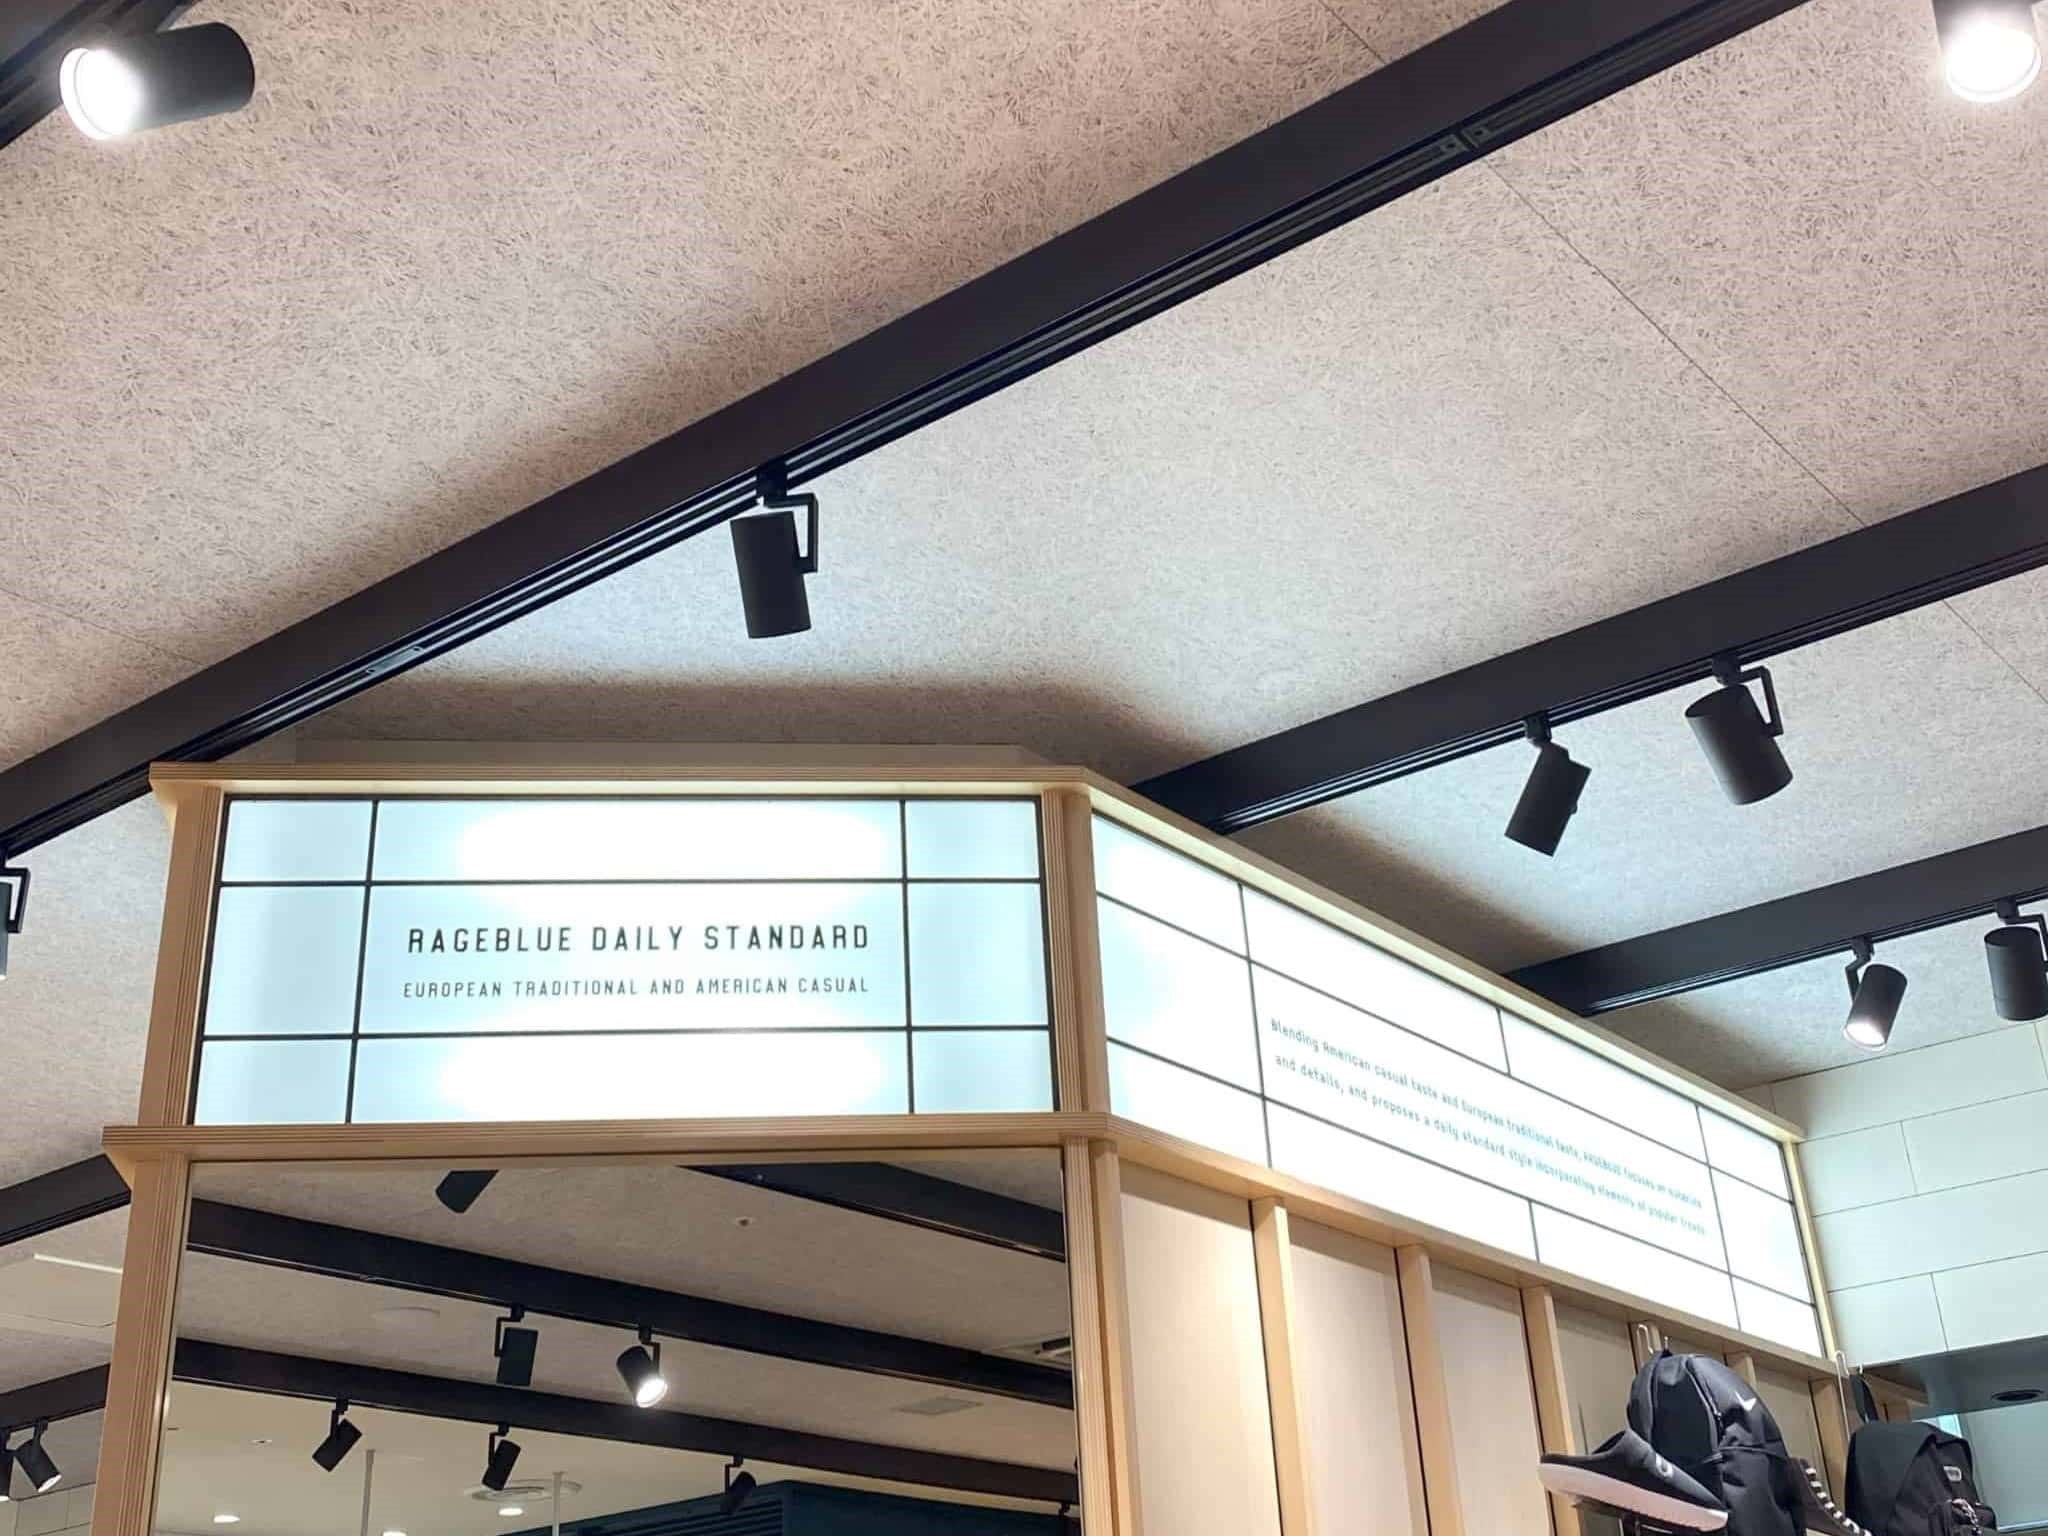 RAGEBLUE DAILY STANDARD
EUROPEAN TRADITIONAL AND AMERICAN CASUAL
Blending American casual taste and European traditional taste, RAGEBLUE focuses on materials
and details, and proposes a daily standard style incorporating elements of popular trends